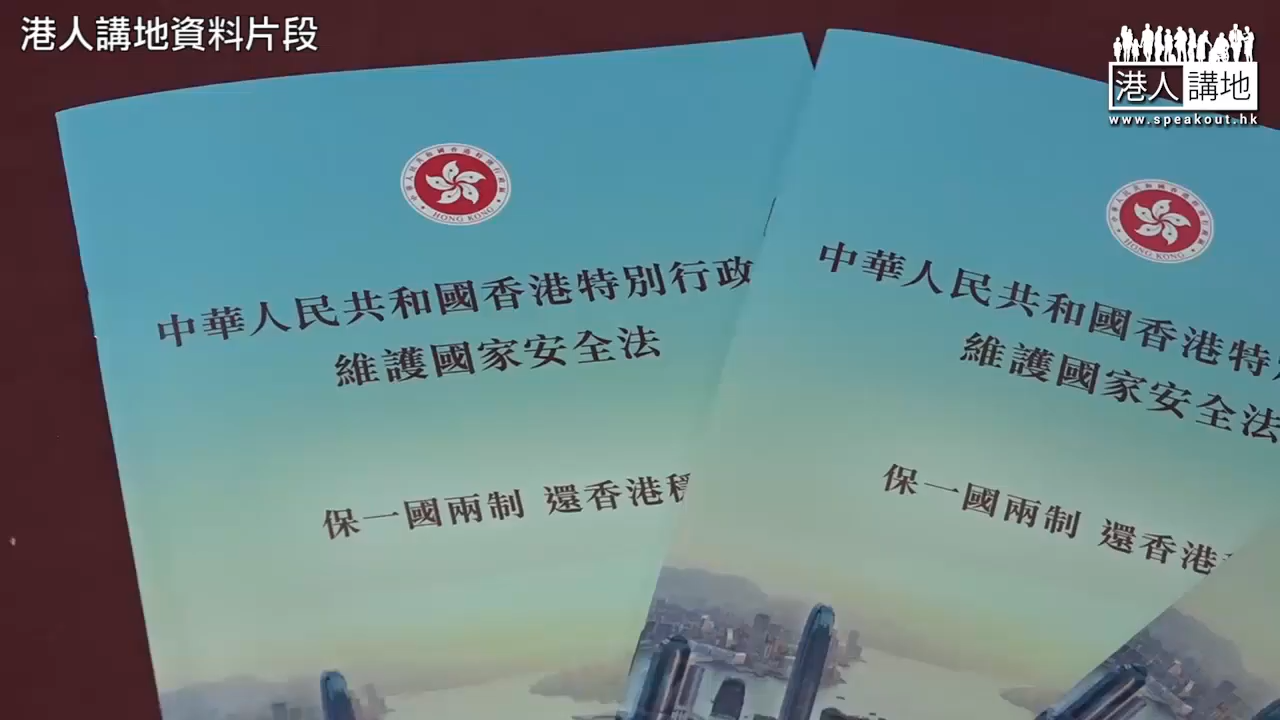 港人講地資料片段
港人講地
www.speakout.hk
HONG KONG
中華人民共和國香港特別行政
維護國家安全法
保一國兩制 還香港
HONG KONG
中華人民共和國香港特
維護國家安全法
保一國兩制 還香港